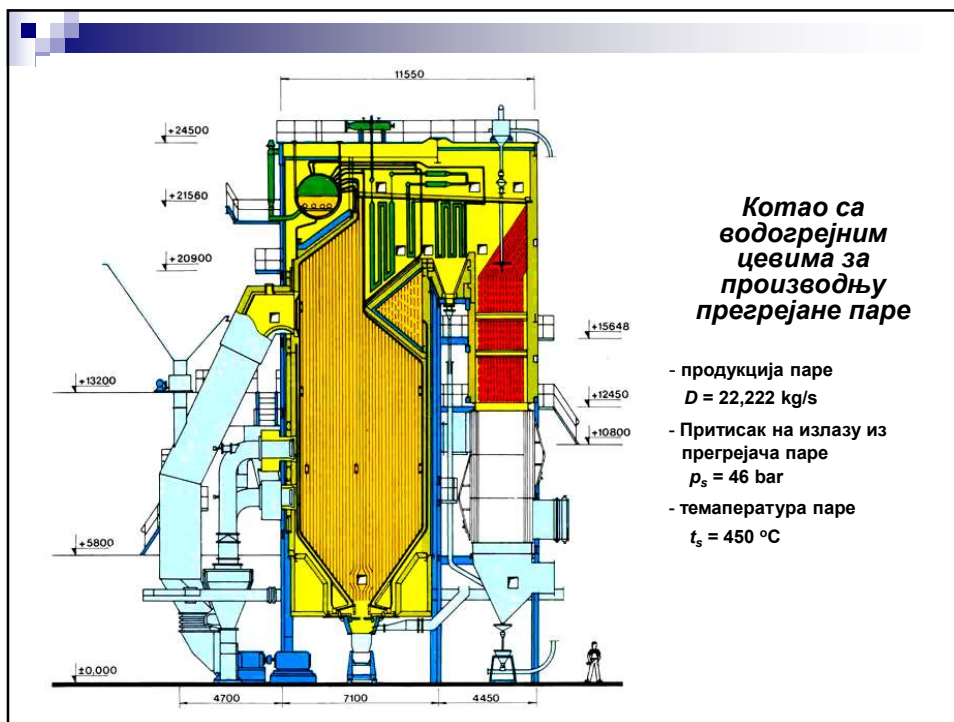 11550
+24500
+21560
+20900
+15648
+13200
+12450
+10800
+5800
±0,000
4700
7100
4450
Котао са
водогрејним
цевима за
производњу
прегрејане паре
- продукција паре
D = 22,222 kg/s
- Притисак на излазу из
прегрејача паре
ps = 46 bar
- темапература паре
ts = 450 °C